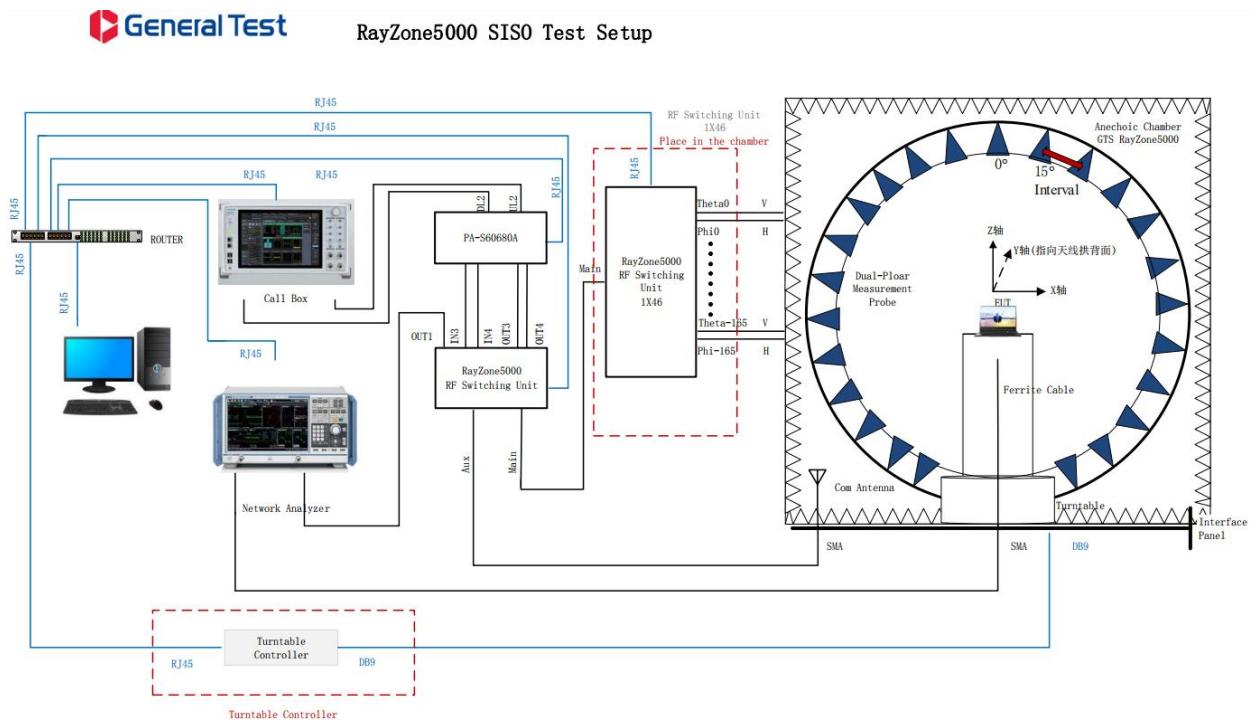 General Test
RayZone5000 SISO Test Setup
RJ45
RJ45
RF Switching Unit
1X46
Place in the chamber
Anechoic Chamber
GTS RayZone5000
0°
15°
Interval
RJ45
RJ45
RJ45
RJ45
RJ45
RJ45
ROUTER
RJ45
RJ45
DL2
UL2
PA-S60680A
Call Box
Theta0
V
Phi0
H
RayZone5000
RF Switching
Unit
1X46
Main
Theta-165
V
Phi-165
H
Z轴
Y轴(指向天线拱背面)
X轴
EUT
Dual-Ploar
Measurement
Probe
OUT1
IN3
IN4
OUT3
OUT4
RJ45
RayZone5000
RF Switching Unit
Ferrite Cable
Aux
Main
Network Analyzer
Com Antenna
Turntable
Interface
Panel
SMA
SMA
DB9
Turntable
Controller
RJ45
DB9
Turntable Controller